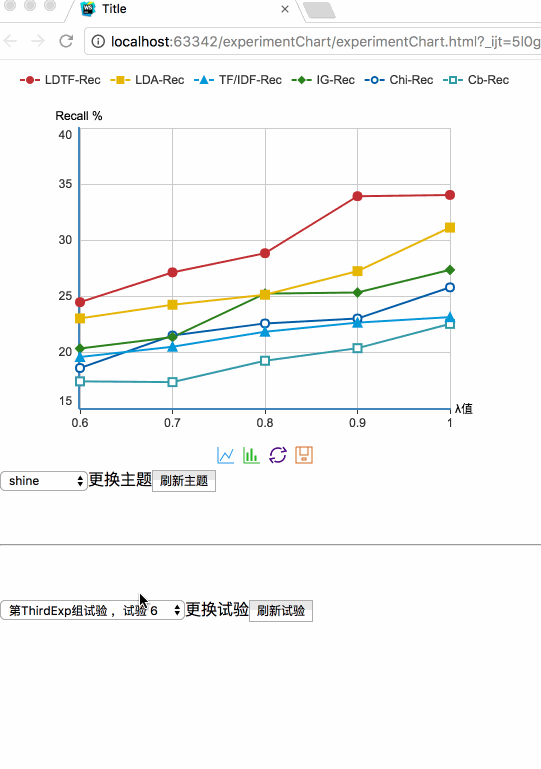 Title
localhost:63342/experimentChart/experimentChart.html?_ijt=5l0g
LDTF-Rec LDA-Rec TF/IDF-Rec IG-Rec Chi-Rec Cb-Rec
Recall %
40
35
30
25
20
15
0.6 0.7 0.8 0.9 1 λ值
shine 更换主题 刷新主题
第ThirdExp组试验 ，试验 6 更换试验 刷新试验